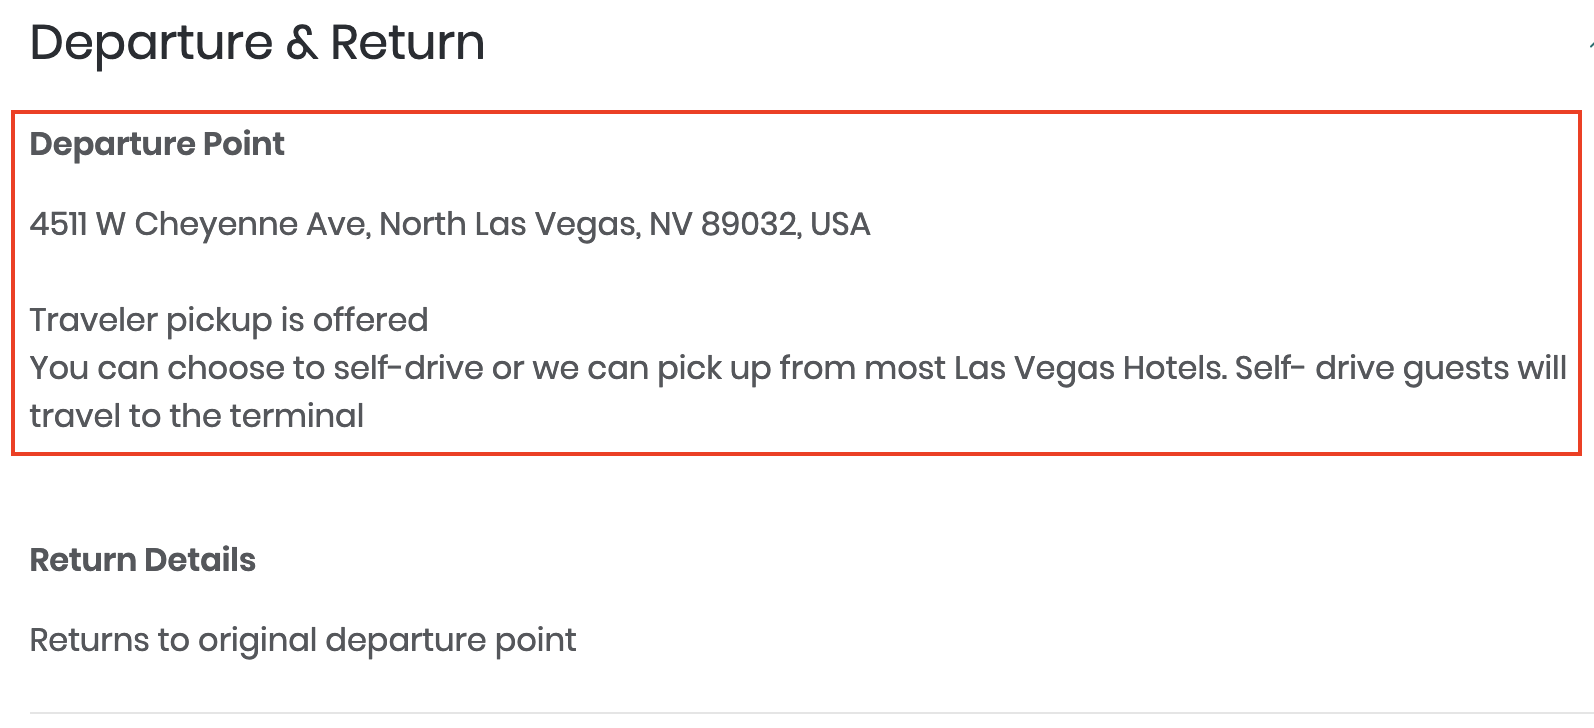 Departure & Return
Departure Point
4511 W Cheyenne Ave, North Las Vegas, NV 89032, USA
Traveler pickup is offered
You can choose to self-drive or we can pick up from most Las Vegas Hotels. Self- drive guests will
travel to the terminal
Return Details
Returns to original departure point